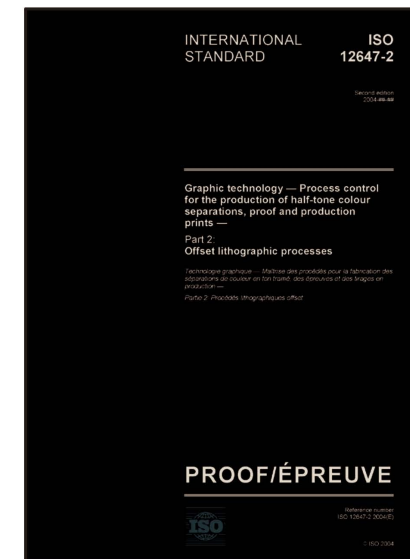 INTERNATIONAL
STANDARD
ISO
12647-2
Second edition
2004-##-##
Graphic technology — Process control
for the production of half-tone colour
separations, proof and production
prints —
Part 2:
Offset lithographic processes
Technologie graphique — Maîtrise des procédés pour la fabrication des
séparations de couleur en ton tramé, des épreuves et des tirages en
production —
Partie 2: Procédés lithographiques offset
PROOF/ÉPREUVE
ISO
Reference number
ISO 12647-2:2004(E)
© ISO 2004